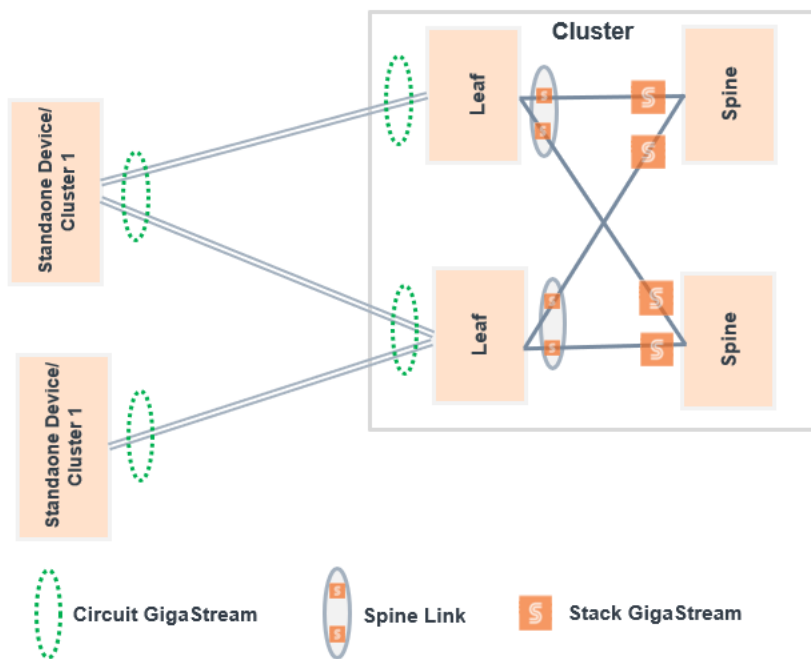 Cluster
Standaone Device/
Cluster 1
Leaf
Spine
Leaf
Spine
Standaone Device/
Cluster 1
Circuit GigaStream
Spine Link
Stack GigaStream